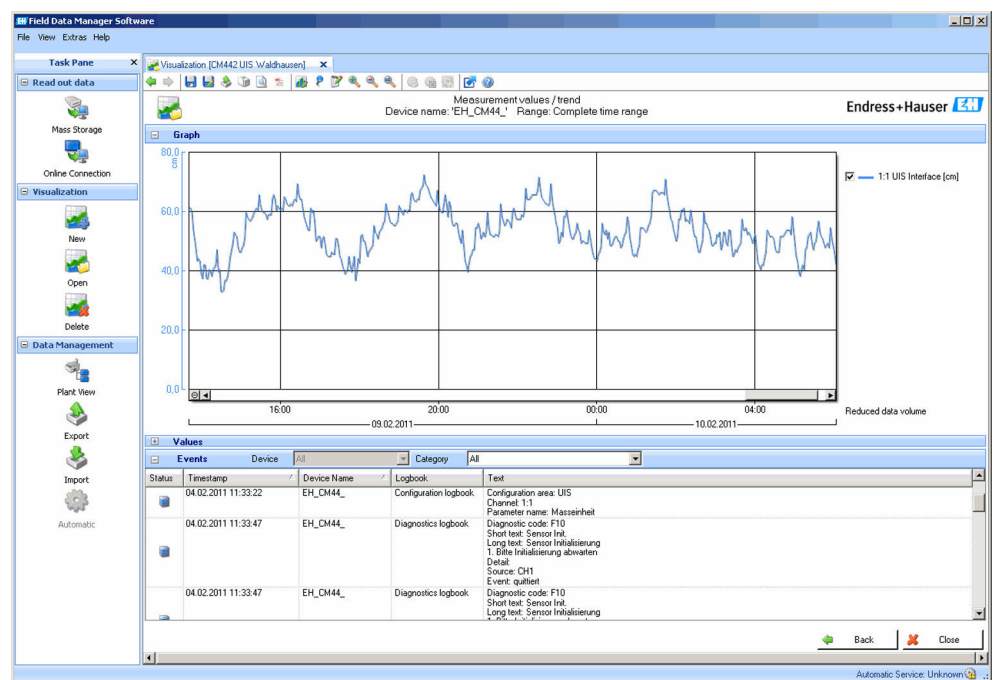 Field Data Manager Software
File View Extras Help
Task Pane
Read out data
Mass Storage
Online Connection
Visualization
New
Open
Delete
Data Management
Plant View
Export
Import
Automatic
Visualization [CM442 UIS Waldhausen]
Measurement values / trend
Device name: 'EH_CM44_' Range: Complete time range
Endress+Hauser EH
Graph
80,0
cm
60,0
40,0
20,0
0,0
16:00 20:00 00:00 04:00
09.02.2011 10.02.2011
1:1 UIS Interface [cm]
Reduced data volume
Values
Events Device All Category All
Status Timestamp Device Name Logbook Text
04.02.2011 11:33:22 EH_CM44_ Configuration logbook Configuration area: UIS
Channel: 1:1
Parameter name: Masseinheit
04.02.2011 11:33:47 EH_CM44_ Diagnostics logbook Diagnostic code: F10
Short text: Sensor Init.
Long text: Sensor Initialisierung
1. Bitte Initialisierung abwarten
Detail:
Source: CH1
Event: quittiert
04.02.2011 11:33:47 EH_CM44_ Diagnostics logbook Diagnostic code: F10
Short text: Sensor Init.
Long text: Sensor Initialisierung
Back Close
Automatic Service: Unknown